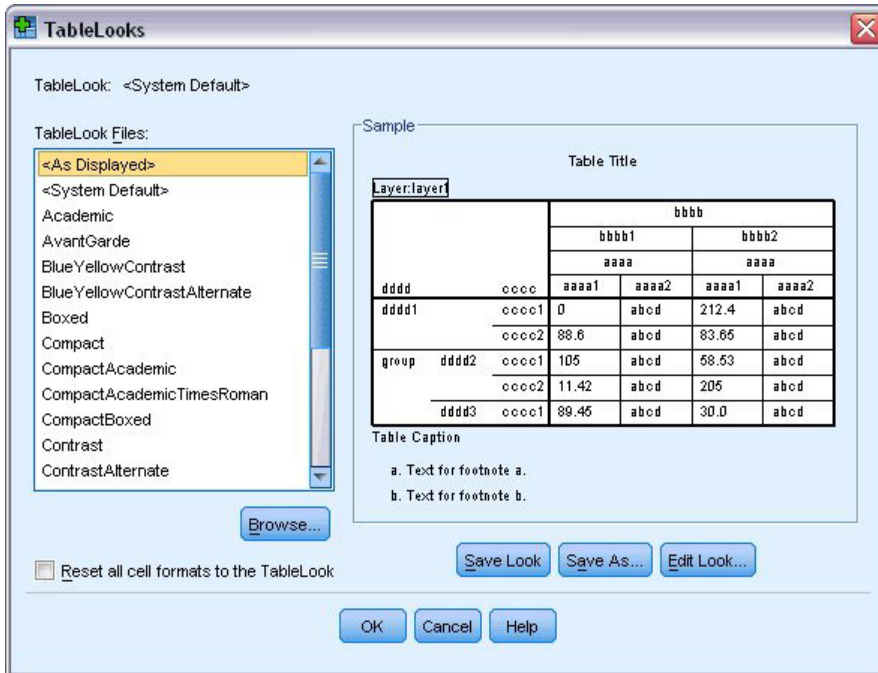 TableLooks
TableLook: <System Default>
TableLook Files:
<As Displayed>
<System Default>
Academic
AvantGarde
BlueYellowContrast
BlueYellowContrastAlternate
Boxed
Compact
CompactAcademic
CompactAcademicTimesRoman
CompactBoxed
Contrast
ContrastAlternate
Browse...
Reset all cell formats to the TableLook
Sample
Table Title
Layer:layer1
bbbb
bbbb1 bbbb2
aaaa aaaa
dddd cccc aaaa1 aaaa2 aaaa1 aaaa2
dddd1 cccc1 0 abcd 212.4 abcd
cccc2 88.6 abcd 83.65 abcd
group dddd2 cccc1 105 abcd 58.53 abcd
cccc2 11.42 abcd 205 abcd
dddd3 cccc1 89.45 abcd 30.0 abcd
Table Caption
a. Text for footnote a.
b. Text for footnote b.
Save Look Save As... Edit Look...
OK Cancel Help